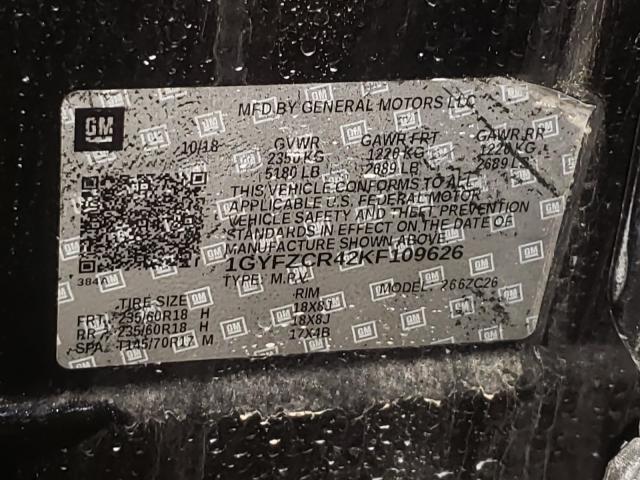 GM
MFD BY GENERAL MOTORS LLC
10/18 GVWR GAWR FRT GAWR RR
2350 KG 1220 KG 1220 KG
5180 LB 2689 LB 2689 LB
THIS VEHICLE CONFORMS TO ALL
APPLICABLE U.S. FEDERAL MOTOR
VEHICLE SAFETY AND THEFT PREVENTION
STANDARDS IN EFFECT ON THE DATE OF
MANUFACTURE SHOWN ABOVE
1GYFZCR42KF109626
384A
TYPE: M.P.V. MODEL: 266ZC26
TIRE SIZE RIM
FRT 235/60R18 H 18X8J
RR 235/60R18 H 18X8J
SPA T145/70R17 M 17X4B